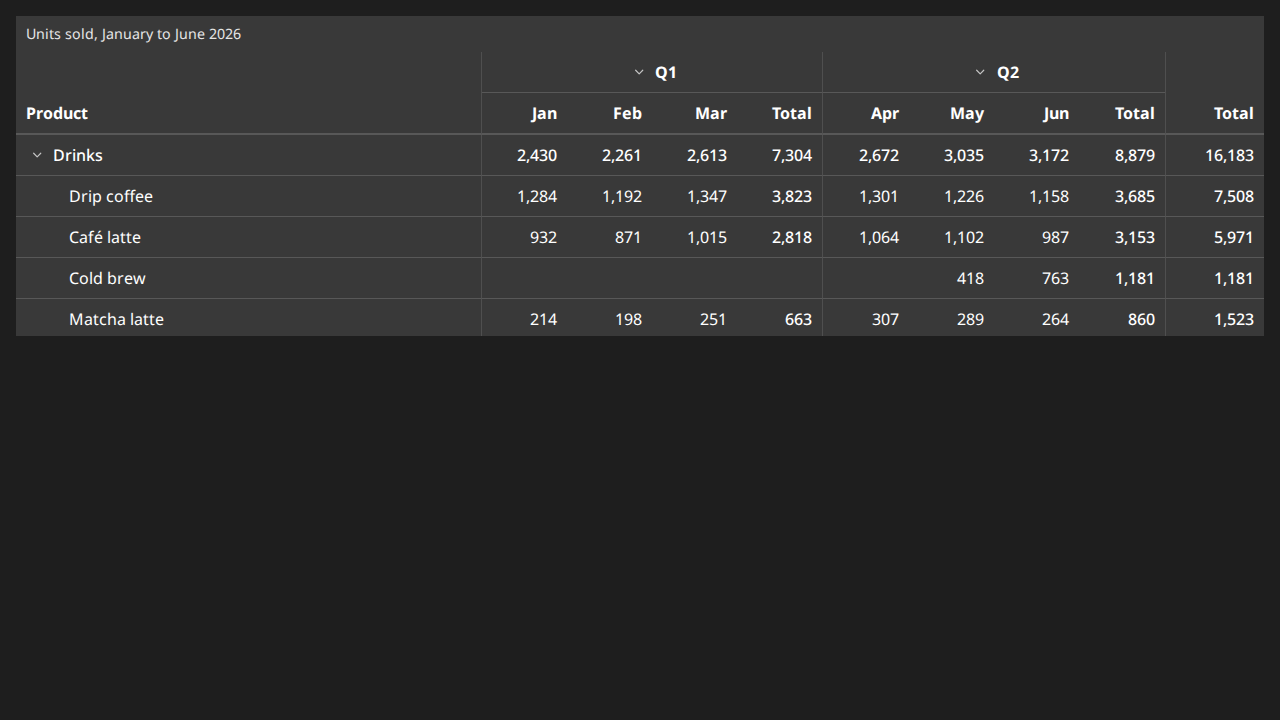 Units sold, January to June 2026
Q1 Q2
Product Jan Feb Mar Total Apr May Jun Total Total
Drinks 2,430 2,261 2,613 7,304 2,672 3,035 3,172 8,879 16,183
Drip coffee 1,284 1,192 1,347 3,823 1,301 1,226 1,158 3,685 7,508
Café latte 932 871 1,015 2,818 1,064 1,102 987 3,153 5,971
Cold brew 418 763 1,181 1,181
Matcha latte 214 198 251 663 307 289 264 860 1,523